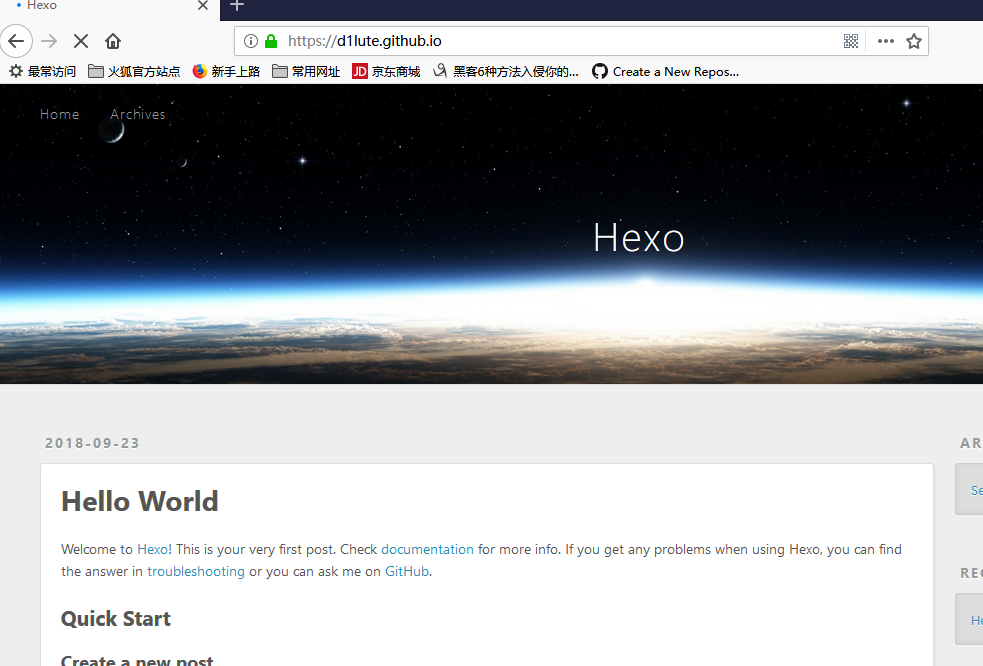 Hexo
https://d1lute.github.io
最常访问 火狐官方站点 新手上路 常用网址 JD 京东商城 黑客6种方法入侵你的... Create a New Repos...
Home Archives
Hexo
2018-09-23
AR
Hello World
Se
Welcome to Hexo! This is your very first post. Check documentation for more info. If you get any problems when using Hexo, you can find
the answer in troubleshooting or you can ask me on GitHub.
REC
Quick Start
He
Create a new post